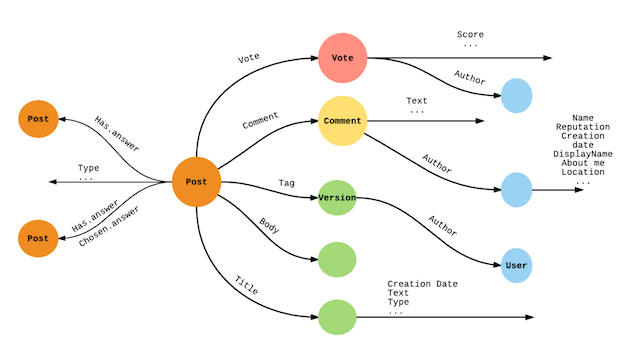 Score
...
Vote
Vote
Author
Text
...
Post
Has.answer
Comment
Comment
Name
Reputation
Creation
date
DisplayName
About me
Location
...
Author
Type
...
Post
Tag
Version
Has.answer
Chosen.answer
Post
Body
Author
User
Title
Creation Date
Text
Type
...